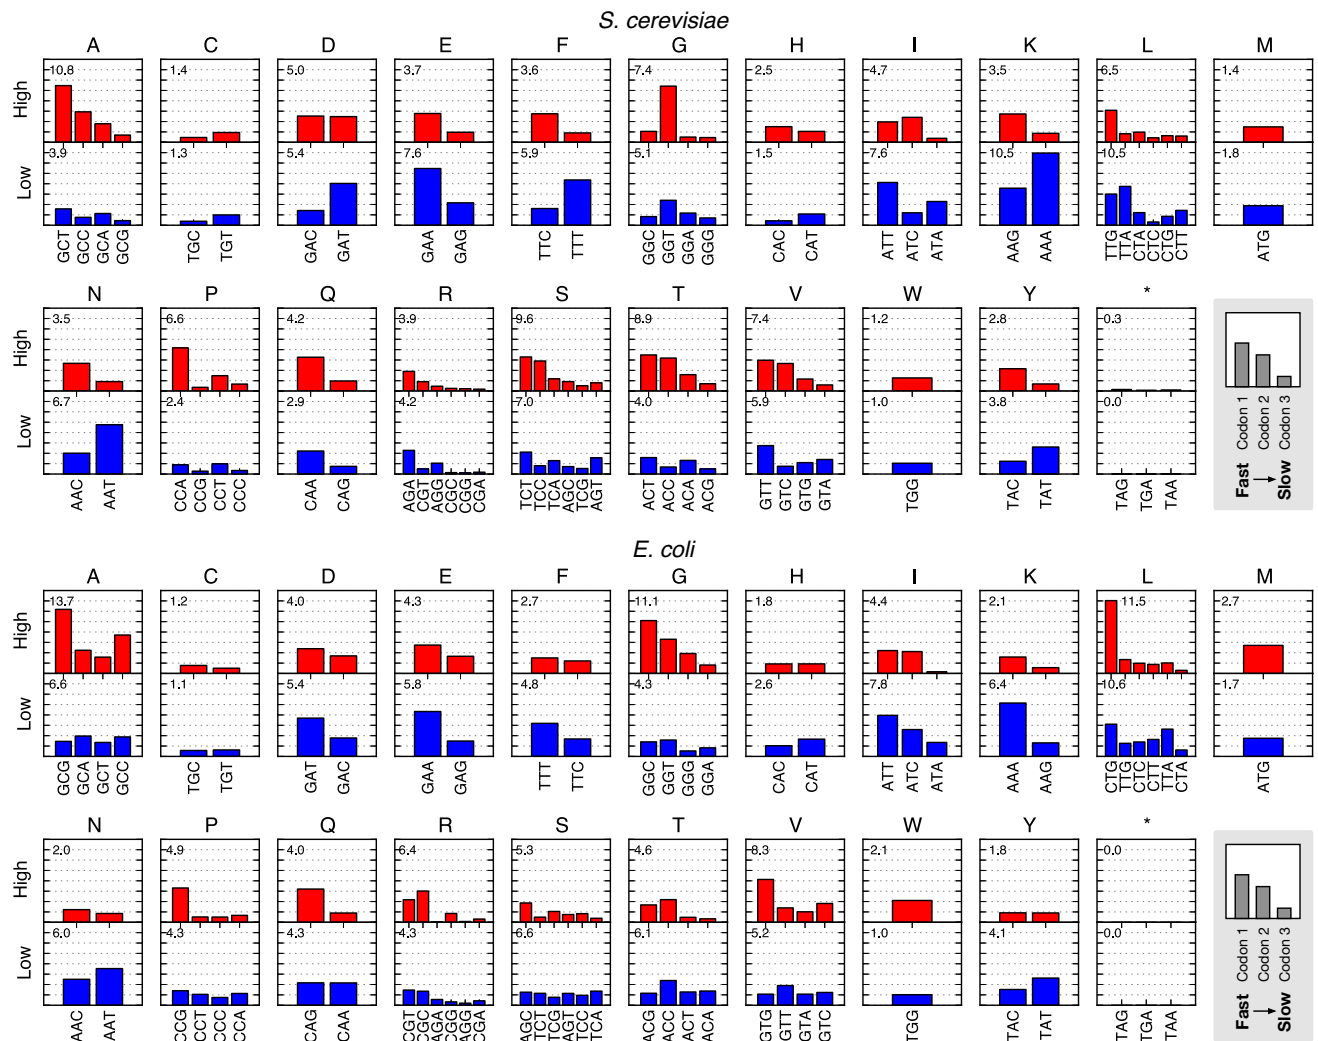 S. cerevisiae
A C D E F G H I K L M
High
10.8 1.4 5.0 3.7 3.6 7.4 2.5 4.7 3.5 6.5 1.4
Low
3.9 1.3 5.4 7.6 5.9 5.1 1.5 7.6 10.5 10.5 1.8
GCT GCC GCA GCG TGC TGT GAC GAT GAA GAG TTC TTT GGC GGT GGA GGG CAC CAT ATT ATC ATA AAG AAA TTG TTA CTA CTC CTG CTT ATG
N P Q R S T V W Y *
High
3.5 6.6 4.2 3.9 9.6 8.9 7.4 1.2 2.8 0.3
Low
6.7 2.4 2.9 4.2 7.0 4.0 5.9 1.0 3.8 0.0
AAC AAT CCA CCG CCT CCC CAA CAG AGA CGT AGG CGC CGG CGA TCT TCC TCA AGC TCG AGT ACT ACC ACA ACG GTT GTC GTG GTA TGG TAC TAT TAG TGA TAA
Codon 1 Codon 2 Codon 3
Fast → Slow
E. coli
A C D E F G H I K L M
High
13.7 1.2 4.0 4.3 2.7 11.1 1.8 4.4 2.1 11.5 2.7
Low
6.6 1.1 5.4 5.8 4.8 4.3 2.6 7.8 6.4 10.6 1.7
GCG GCA GCT GCC TGC TGT GAT GAC GAA GAG TTT TTC GGC GGT GGG GGA CAC CAT ATT ATC ATA AAA AAG CTG TTG CTC CTT TTA CTA ATG
N P Q R S T V W Y *
High
2.0 4.9 4.0 6.4 5.3 4.6 8.3 2.1 1.8 0.0
Low
6.0 4.3 4.3 4.3 6.6 6.1 5.2 1.0 4.1 0.0
AAC AAT CCG CCT CCC CCA CAG CAA CGT CGC AGA CGG AGG CGA AGC TCT TCG AGT TCC TCA ACG ACC ACT ACA GTG GTT GTA GTC TGG TAC TAT TAG TGA TAA
Codon 1 Codon 2 Codon 3
Fast → Slow